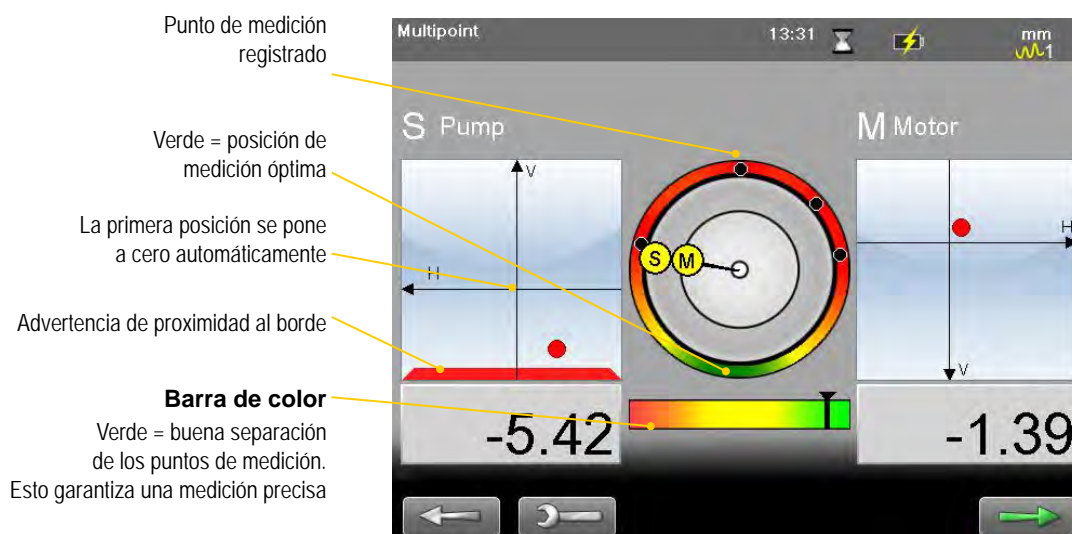 Punto de medición
registrado
Verde = posición de
medición óptima
La primera posición se pone
a cero automáticamente
Advertencia de proximidad al borde
Barra de color
Verde = buena separación
de los puntos de medición.
Esto garantiza una medición precisa
Multipoint
13:31
mm
1
S Pump
M Motor
V
H
S
M
H
V
-5.42
-1.39